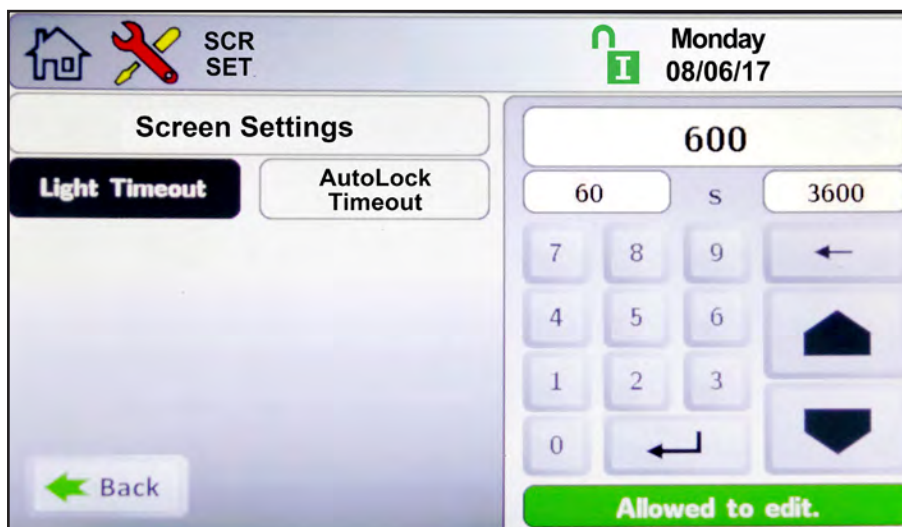 SCR
SET
I
Monday
08/06/17
Screen Settings
Light Timeout
AutoLock
Timeout
Back
600
60 s 3600
7 8 9
4 5 6
1 2 3
0
Allowed to edit.